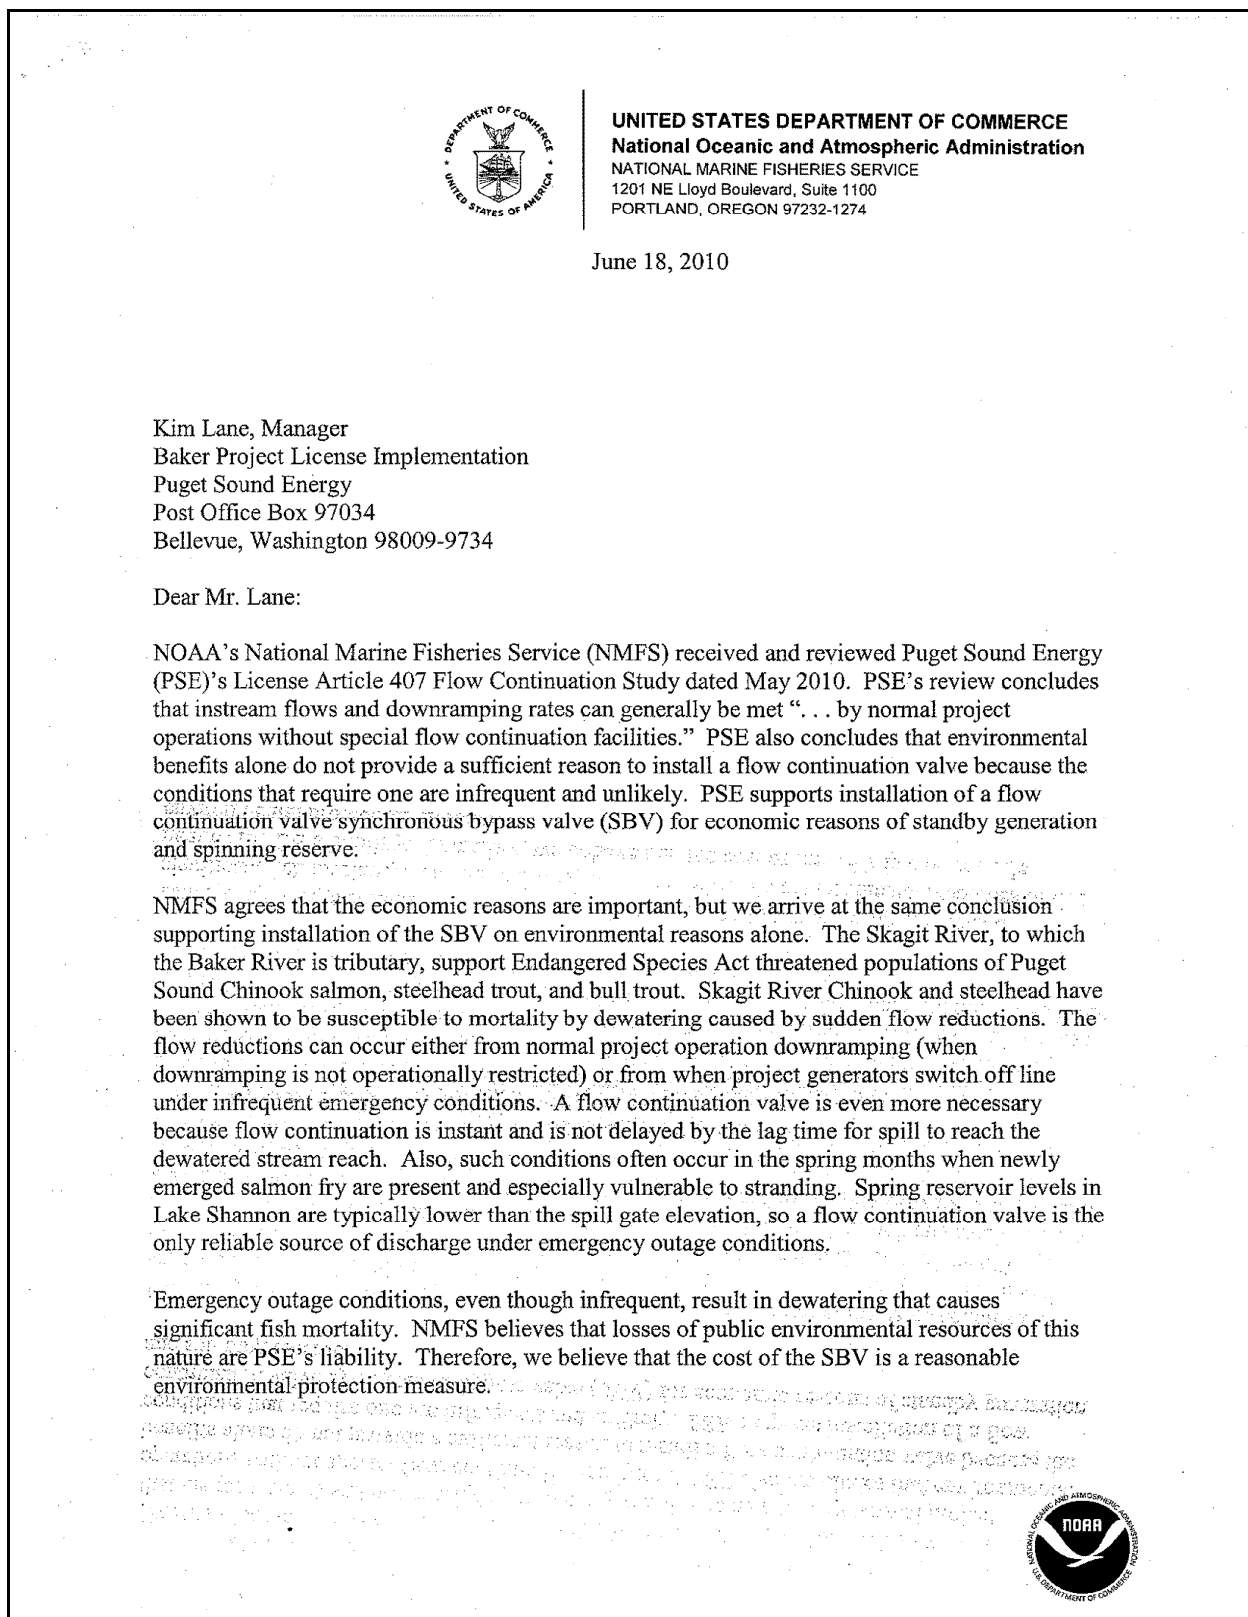 DEPARTMENT OF COMMERCE
UNITED STATES OF AMERICA
UNITED STATES DEPARTMENT OF COMMERCE
National Oceanic and Atmospheric Administration
NATIONAL MARINE FISHERIES SERVICE
1201 NE Lloyd Boulevard, Suite 1100
PORTLAND, OREGON 97232-1274
June 18, 2010
Kim Lane, Manager
Baker Project License Implementation
Puget Sound Energy
Post Office Box 97034
Bellevue, Washington 98009-9734
Dear Mr. Lane:
NOAA's National Marine Fisheries Service (NMFS) received and reviewed Puget Sound Energy
(PSE)'s License Article 407 Flow Continuation Study dated May 2010. PSE's review concludes
that instream flows and downramping rates can generally be met ". . . by normal project
operations without special flow continuation facilities." PSE also concludes that environmental
benefits alone do not provide a sufficient reason to install a flow continuation valve because the
conditions that require one are infrequent and unlikely. PSE supports installation of a flow
continuation valve synchronous bypass valve (SBV) for economic reasons of standby generation
and spinning reserve.
NMFS agrees that the economic reasons are important, but we arrive at the same conclusion
supporting installation of the SBV on environmental reasons alone. The Skagit River, to which
the Baker River is tributary, support Endangered Species Act threatened populations of Puget
Sound Chinook salmon, steelhead trout, and bull trout. Skagit River Chinook and steelhead have
been shown to be susceptible to mortality by dewatering caused by sudden flow reductions. The
flow reductions can occur either from normal project operation downramping (when
downramping is not operationally restricted) or from when project generators switch off line
under infrequent emergency conditions. A flow continuation valve is even more necessary
because flow continuation is instant and is not delayed by the lag time for spill to reach the
dewatered stream reach. Also, such conditions often occur in the spring months when newly
emerged salmon fry are present and especially vulnerable to stranding. Spring reservoir levels in
Lake Shannon are typically lower than the spill gate elevation, so a flow continuation valve is the
only reliable source of discharge under emergency outage conditions.
Emergency outage conditions, even though infrequent, result in dewatering that causes
significant fish mortality. NMFS believes that losses of public environmental resources of this
nature are PSE's liability. Therefore, we believe that the cost of the SBV is a reasonable
environmental protection measure.
NATIONAL OCEANIC AND ATMOSPHERIC ADMINISTRATION
NOAA
U.S. DEPARTMENT OF COMMERCE